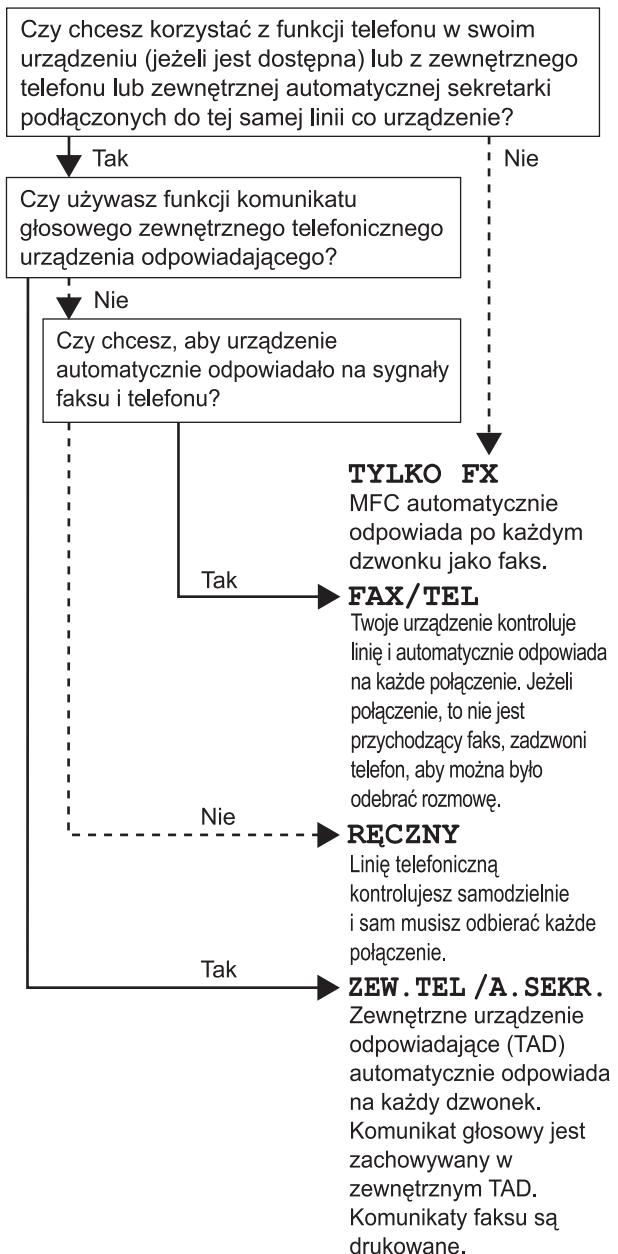 Czy chcesz korzystać z funkcji telefonu w swoim
urządzeniu (jeżeli jest dostępna) lub z zewnętrznego
telefonu lub zewnętrznej automatycznej sekretarki
podłączonych do tej samej linii co urządzenie?
Tak
Nie
Czy używasz funkcji komunikatu
głosowego zewnętrznego telefonicznego
urządzenia odpowiadającego?
Nie
Czy chcesz, aby urządzenie
automatycznie odpowiadało na sygnały
faksu i telefonu?
TYLKO FX
MFC automatycznie
odpowiada po każdym
dzwonku jako faks.
Tak
FAX/TEL
Twoje urządzenie kontroluje
linię i automatycznie odpowiada
na każde połączenie. Jeżeli
połączenie, to nie jest
przychodzący faks, zadzwoni
telefon, aby można było
odebrać rozmowę.
Nie
RĘCZNY
Linię telefoniczną
kontrolujesz samodzielnie
i sam musisz odbierać każde
połączenie.
Tak
ZEW.TEL /A.SEKR.
Zewnętrzne urządzenie
odpowiadające (TAD)
automatycznie odpowiada
na każdy dzwonek.
Komunikat głosowy jest
zachowywany w
zewnętrznym TAD.
Komunikaty faksu są
drukowane.